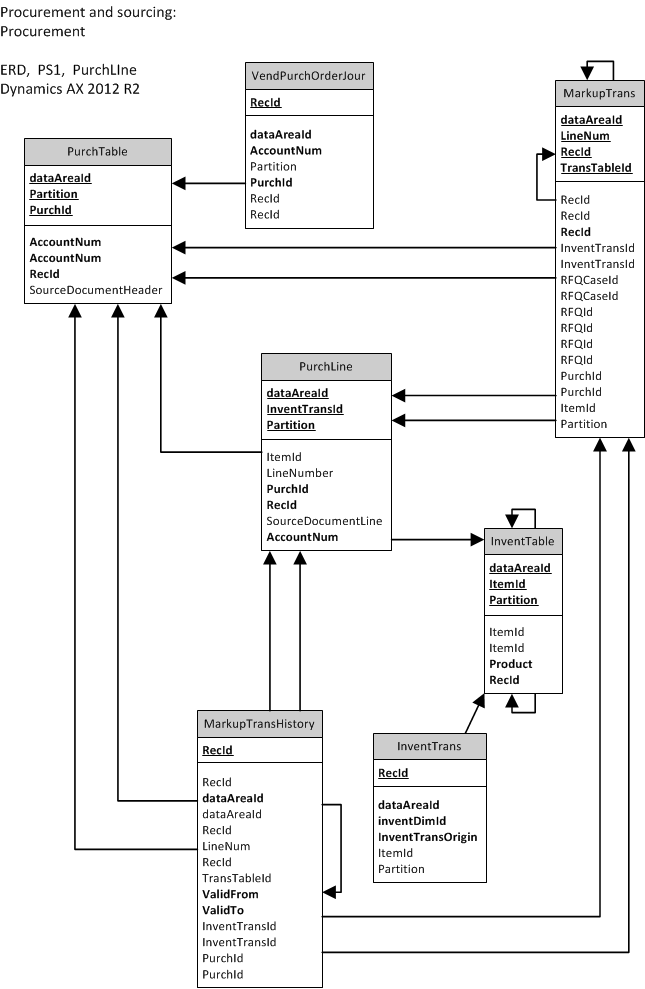 Procurement and sourcing:
Procurement
ERD, PS1, PurchLIne
Dynamics AX 2012 R2
VendPurchOrderJour
RecId
dataAreaId
AccountNum
Partition
PurchId
RecId
RecId
MarkupTrans
dataAreaId
LineNum
RecId
TransTableId
RecId
RecId
RecId
InventTransId
InventTransId
RFQCaseId
RFQCaseId
RFQId
RFQId
RFQId
RFQId
PurchId
PurchId
ItemId
Partition
PurchTable
dataAreaId
Partition
PurchId
AccountNum
AccountNum
RecId
SourceDocumentHeader
PurchLine
dataAreaId
InventTransId
Partition
ItemId
LineNumber
PurchId
RecId
SourceDocumentLine
AccountNum
InventTable
dataAreaId
ItemId
Partition
ItemId
ItemId
Product
RecId
MarkupTransHistory
RecId
RecId
dataAreaId
dataAreaId
RecId
LineNum
RecId
TransTableId
ValidFrom
ValidTo
InventTransId
InventTransId
PurchId
PurchId
InventTrans
RecId
dataAreaId
inventDimId
InventTransOrigin
ItemId
Partition